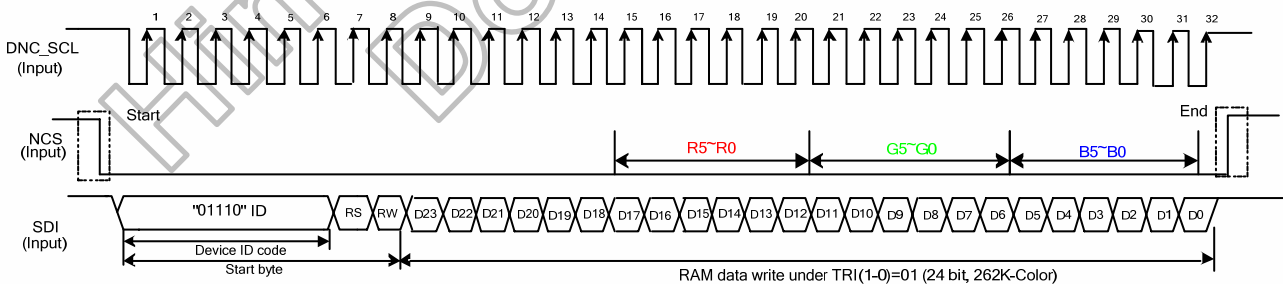 1 2 3 4 5 6 7 8 9 10 11 12 13 14 15 16 17 18 19 20 21 22 23 24 25 26 27 28 29 30 31 32
DNC_SCL
(Input)
Start
End
NCS
(Input)
R5~R0
G5~G0
B5~B0
SDI
(Input)
"01110" ID
RS
RW
D23 D22 D21 D20 D19 D18 D17 D16 D15 D14 D13 D12 D11 D10 D9 D8 D7 D6 D5 D4 D3 D2 D1 D0
Device ID code
Start byte
RAM data write under TRI(1-0)=01 (24 bit, 262K-Color)